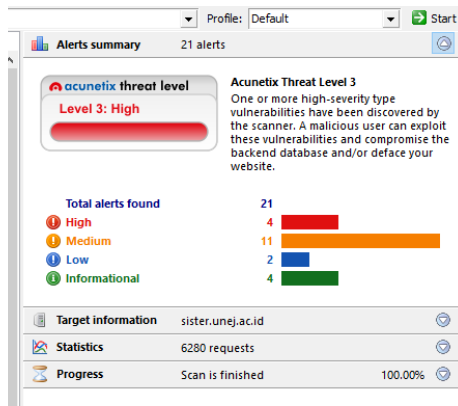 Profile: Default Start
Alerts summary 21 alerts
acunetix threat level
Level 3: High
Acunetix Threat Level 3
One or more high-severity type
vulnerabilities have been discovered by
the scanner. A malicious user can exploit
these vulnerabilities and compromise the
backend database and/or deface your
website.
Total alerts found 21
High 4
Medium 11
Low 2
Informational 4
Target information sister.unej.ac.id
Statistics 6280 requests
Progress Scan is finished 100.00%